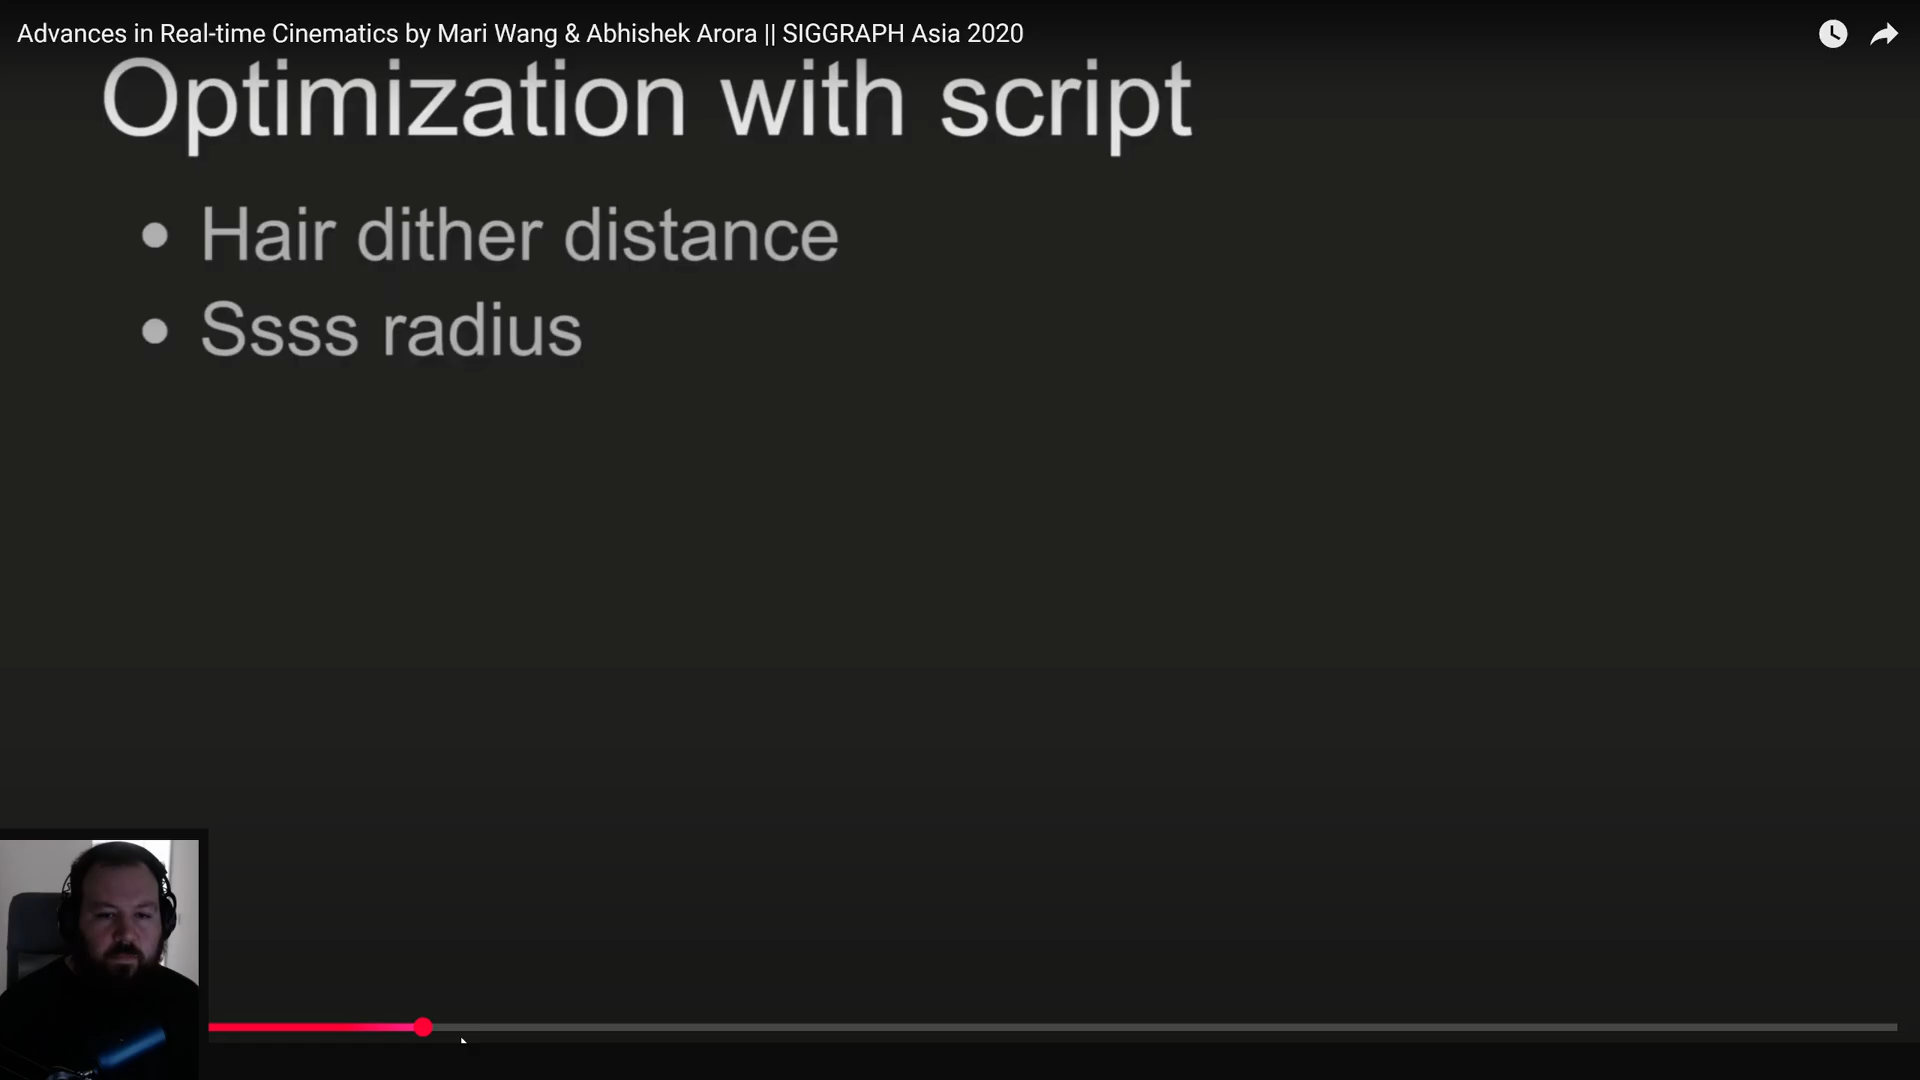 Advances in Real-time Cinematics by Mari Wang & Abhishek Arora || SIGGRAPH Asia 2020
Optimization with script
• Hair dither distance
• Ssss radius